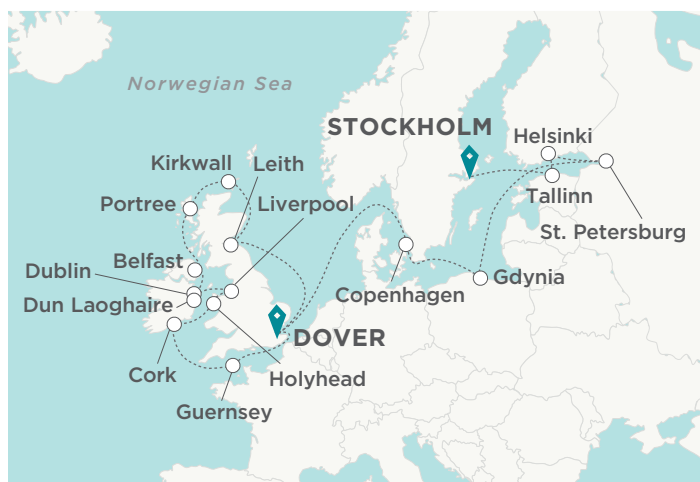 Norwegian Sea
STOCKHOLM
Helsinki
Kirkwall
Leith
Tallinn
Portree
Liverpool
St. Petersburg
Belfast
Dublin
Gdynia
Copenhagen
Dun Laoghaire
DOVER
Cork
Holyhead
Guernsey